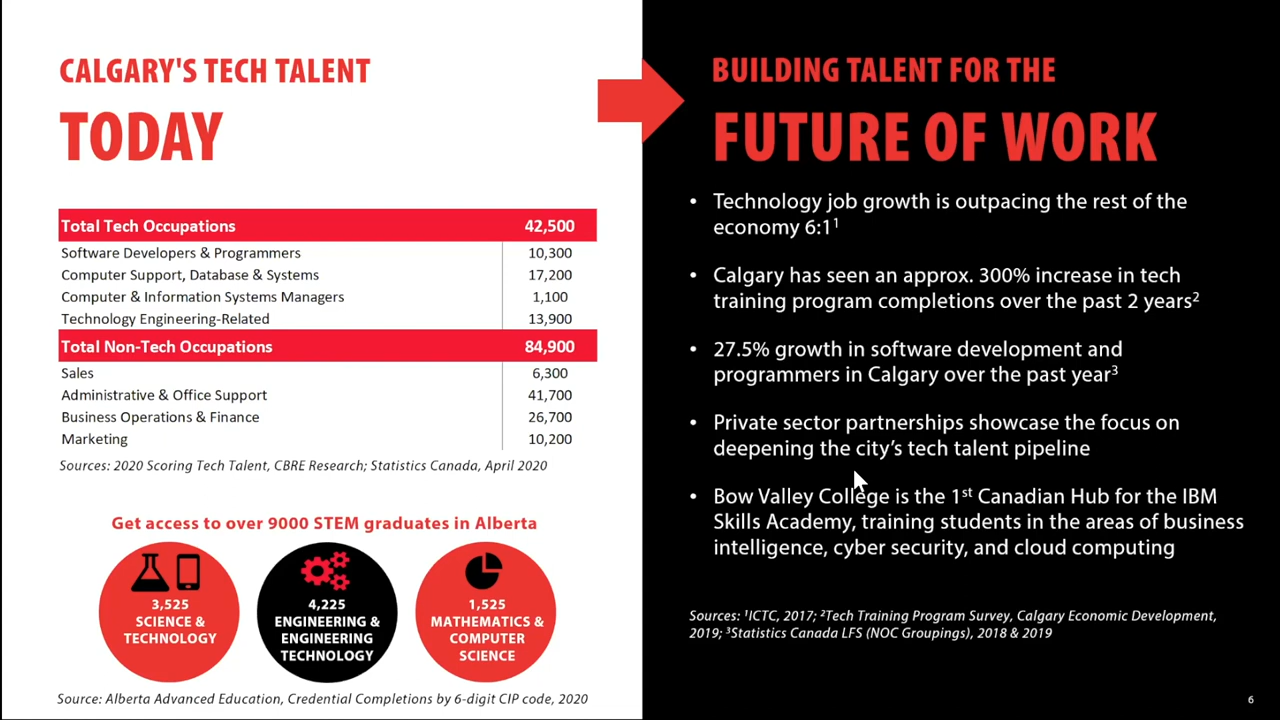 CALGARY'S TECH TALENT
TODAY
Total Tech Occupations 42,500
Software Developers & Programmers 10,300
Computer Support, Database & Systems 17,200
Computer & Information Systems Managers 1,100
Technology Engineering-Related 13,900
Total Non-Tech Occupations 84,900
Sales 6,300
Administrative & Office Support 41,700
Business Operations & Finance 26,700
Marketing 10,200
Sources: 2020 Scoring Tech Talent, CBRE Research; Statistics Canada, April 2020
Get access to over 9000 STEM graduates in Alberta
3,525
SCIENCE &
TECHNOLOGY
4,225
ENGINEERING &
ENGINEERING
TECHNOLOGY
1,525
MATHEMATICS &
COMPUTER
SCIENCE
Source: Alberta Advanced Education, Credential Completions by 6-digit CIP code, 2020
BUILDING TALENT FOR THE
FUTURE OF WORK
• Technology job growth is outpacing the rest of the
economy 6:1¹
• Calgary has seen an approx. 300% increase in tech
training program completions over the past 2 years²
• 27.5% growth in software development and
programmers in Calgary over the past year³
• Private sector partnerships showcase the focus on
deepening the city’s tech talent pipeline
• Bow Valley College is the 1st Canadian Hub for the IBM
Skills Academy, training students in the areas of business
intelligence, cyber security, and cloud computing
Sources: ¹ICTC, 2017; ²Tech Training Program Survey, Calgary Economic Development,
2019; ³Statistics Canada LFS (NOC Groupings), 2018 & 2019
6